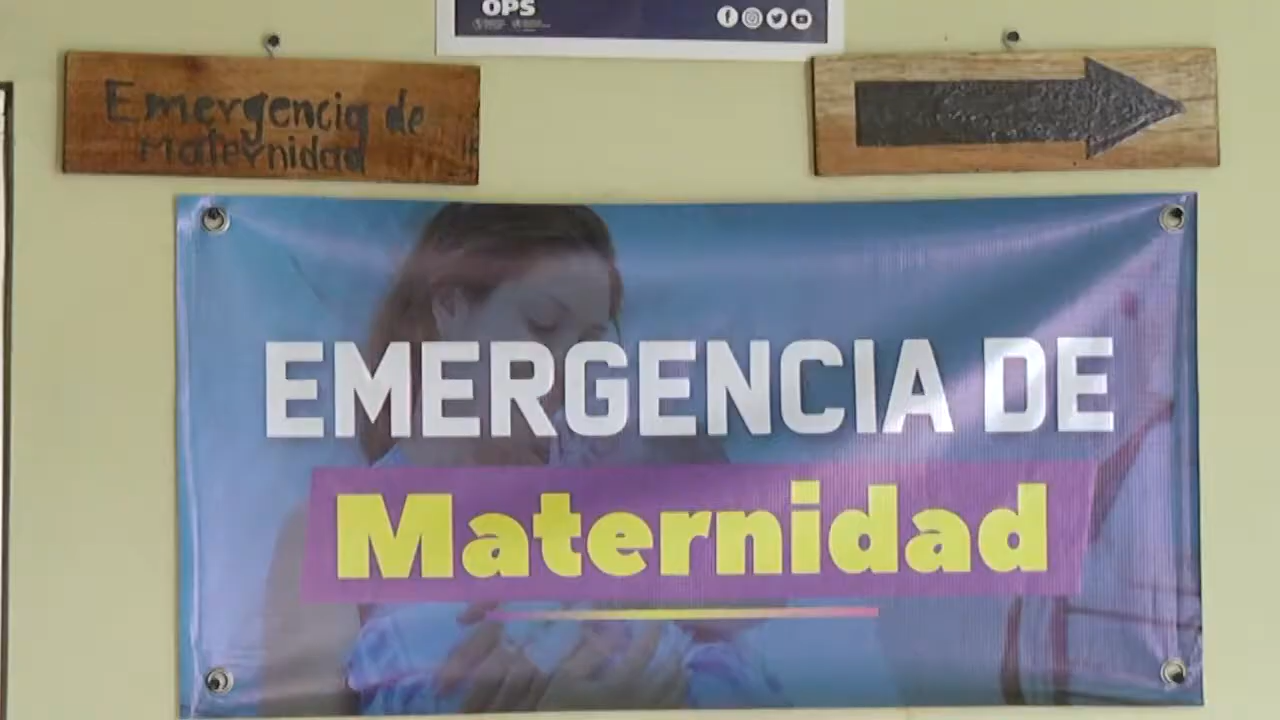 OPS
Emergencia de
Maternidad
EMERGENCIA DE
Maternidad